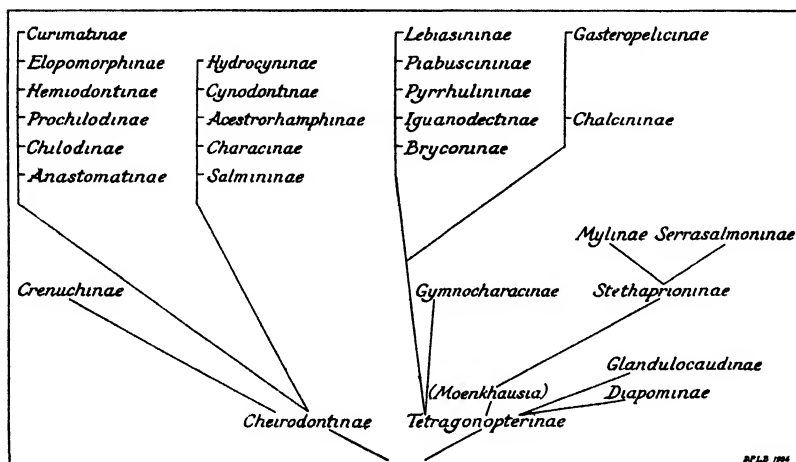 Curimatinae
Elopomorphinae
Hemiodontinae
Prochilodinae
Chilodinae
Anastomatinae
Hydrocyninae
Cynodontinae
Acestrorhamphinae
Characinae
Salmininae
Lebiasininae
Piabuscininae
Pyrrhulininae
Iguanodectinae
Bryconinae
Gasteropelicinae
Chalcininae
Mylinae Serrasalmoninae
Crenuchinae
Gymnocharacinae
Stethaprioninae
Glandulocaudinae
(Moenkhausia)
Diapominae
Cheirodontinae
Tetragonopterinae